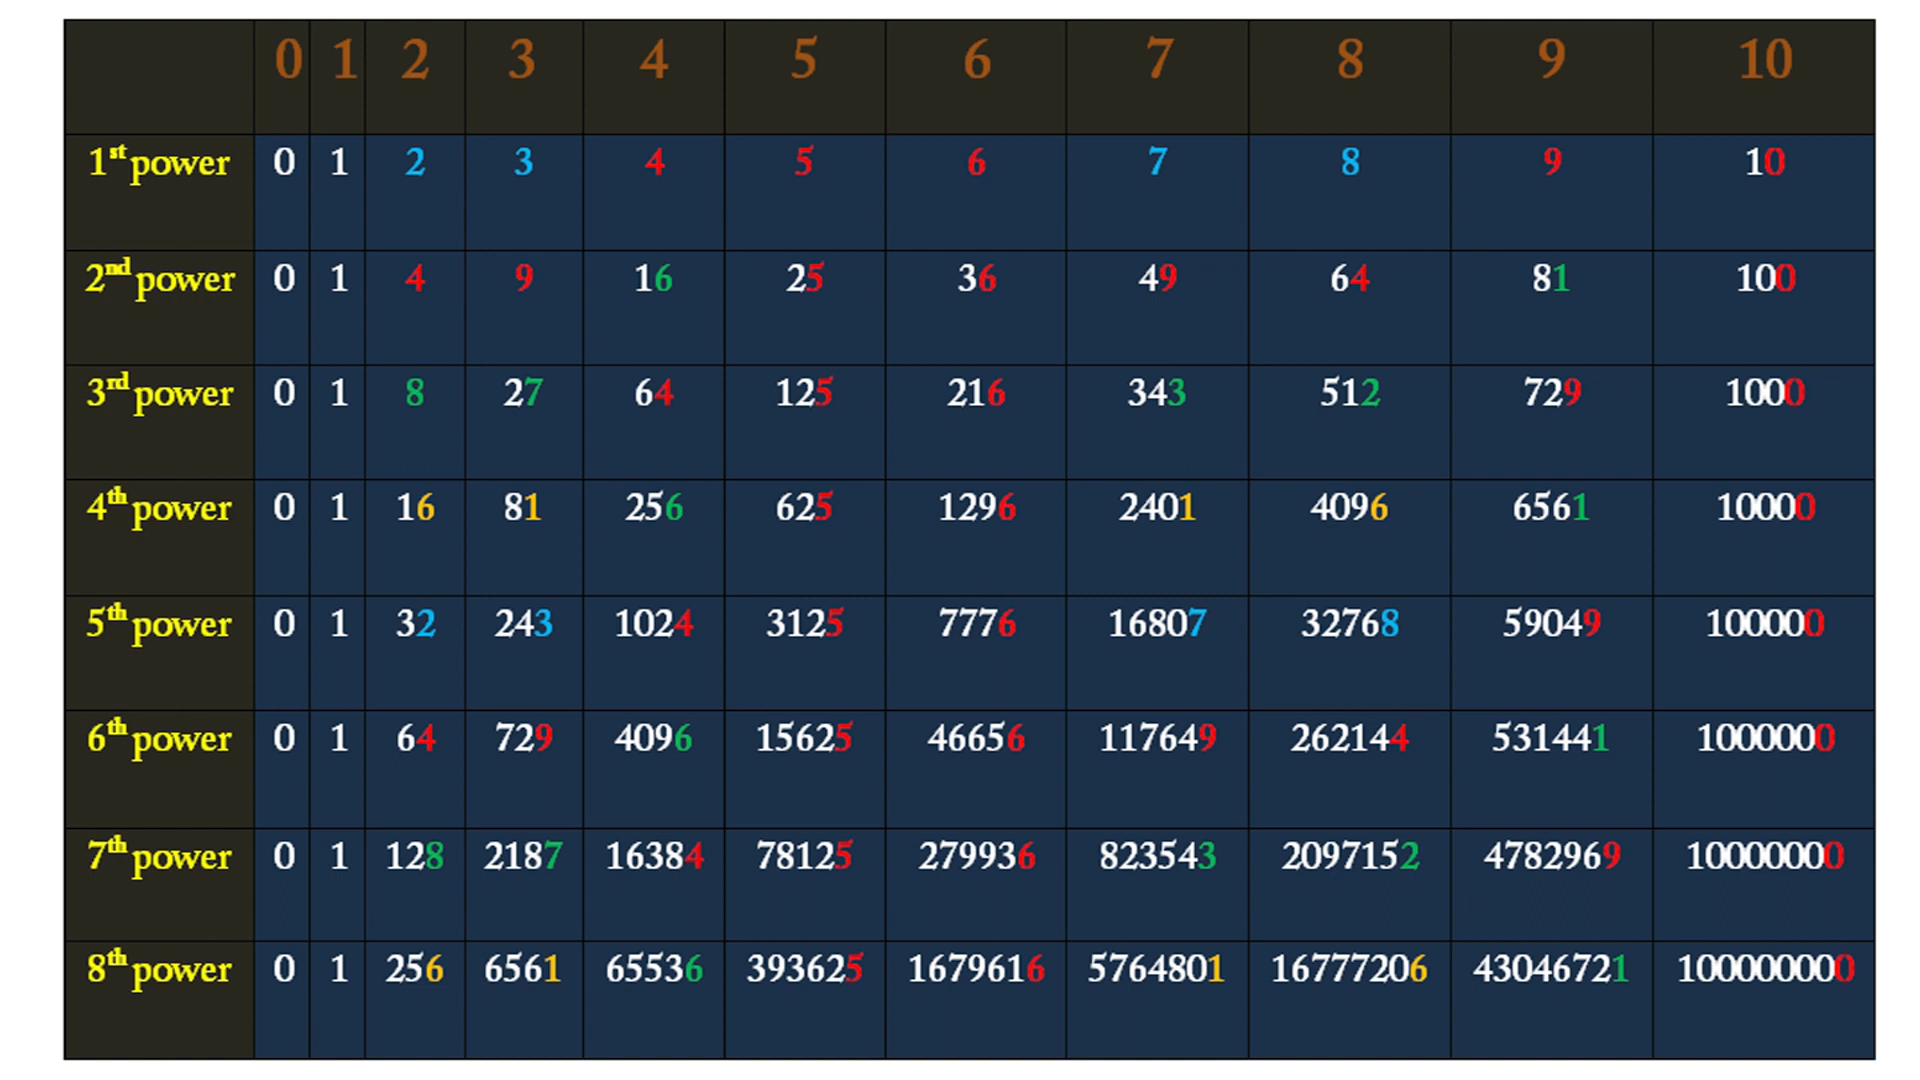 0 1 2 3 4 5 6 7 8 9 10
1st power 0 1 2 3 4 5 6 7 8 9 10
2nd power 0 1 4 9 16 25 36 49 64 81 100
3rd power 0 1 8 27 64 125 216 343 512 729 1000
4th power 0 1 16 81 256 625 1296 2401 4096 6561 10000
5th power 0 1 32 243 1024 3125 7776 16807 32768 59049 100000
6th power 0 1 64 729 4096 15625 46656 117649 262144 531441 1000000
7th power 0 1 128 2187 16384 78125 279936 823543 2097152 4782969 10000000
8th power 0 1 256 6561 65536 393625 1679616 5764801 16777206 43046721 100000000